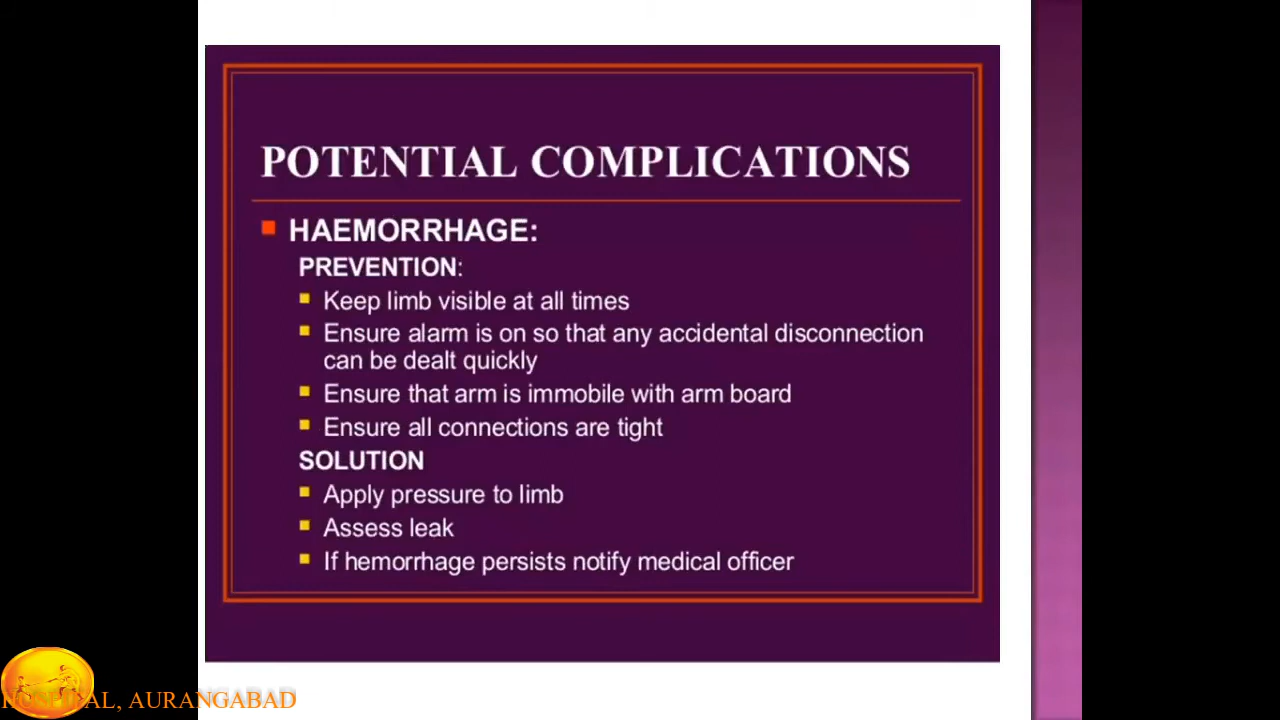 POTENTIAL COMPLICATIONS
HAEMORRHAGE:
PREVENTION:
Keep limb visible at all times
Ensure alarm is on so that any accidental disconnection
can be dealt quickly
Ensure that arm is immobile with arm board
Ensure all connections are tight
SOLUTION
Apply pressure to limb
Assess leak
If hemorrhage persists notify medical officer
HOSPITAL, AURANGABAD